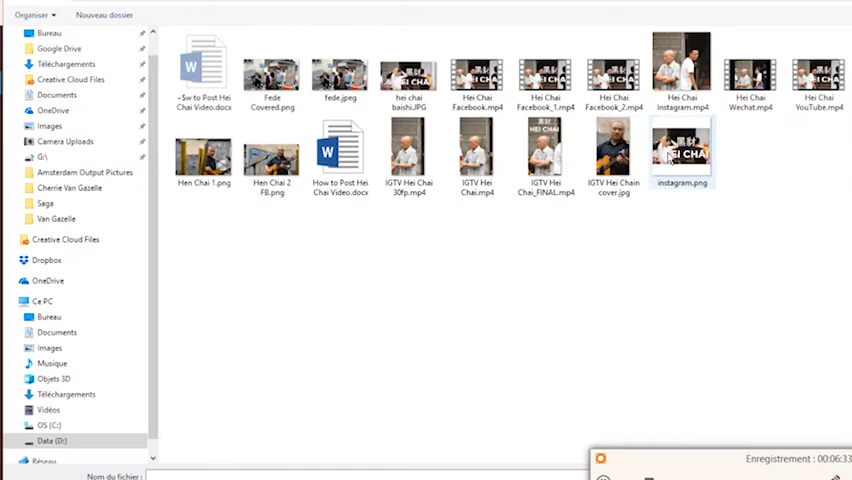 Organiser
Nouveau dossier
Bureau
Google Drive
Téléchargements
Creative Cloud Files
Documents
OneDrive
Images
Camera Uploads
G:\
Amsterdam Output Pictures
Cherrie Van Gazelle
Saga
Van Gazelle
Creative Cloud Files
Dropbox
OneDrive
Ce PC
Bureau
Documents
Images
Musique
Objets 3D
Téléchargements
Vidéos
OS (C:)
Data (D:)
Réseau
~$w to Post Hei
Chai Video.docx
Fede
Covered.png
fede.jpeg
hei chai
baishi.JPG
Hei Chai
Facebook.mp4
Hei Chai
Facebook_1.mp4
Hei Chai
Facebook_2.mp4
Hei Chai
Instagram.mp4
Hei Chai
Wechat.mp4
Hei Chai
YouTube.mp4
Hen Chai 1.png
Hen Chai 2
FB.png
How to Post Hei
Chai Video.docx
IGTV Hei Chai
30fp.mp4
IGTV Hei
Chai.mp4
IGTV Hei
Chai_FINAL.mp4
IGTV Hei Chain
cover.jpg
黑財
HEI CHAI
instagram.png
Nom du fichier :
Enregistrement : 00:06:33